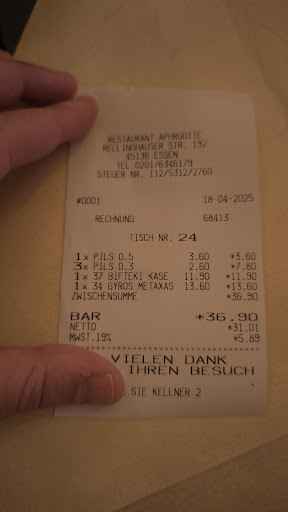 RESTAURANT APHRODITE
RELLINGHAUSER STR. 192
45136 ESSEN
TEL.0201/6346179
STEUER NR. 112/5312/2760
#0001 18-04-2025
RECHNUNG 68413
TISCH NR. 24
1x PILS 0.5 3.60 *3.60
3x PILS 0.3 2.60 *7.80
1x 37 BIFTEKI KASE 11.90 *11.90
1x 34 GYROS METAXAS 13.60 *13.60
ZWISCHENSUMME *36.90
BAR *36.90
NETTO *31.01
MWST.19% *5.89
VIELEN DANK
IHREN BESUCH
SIE KELLNER 2